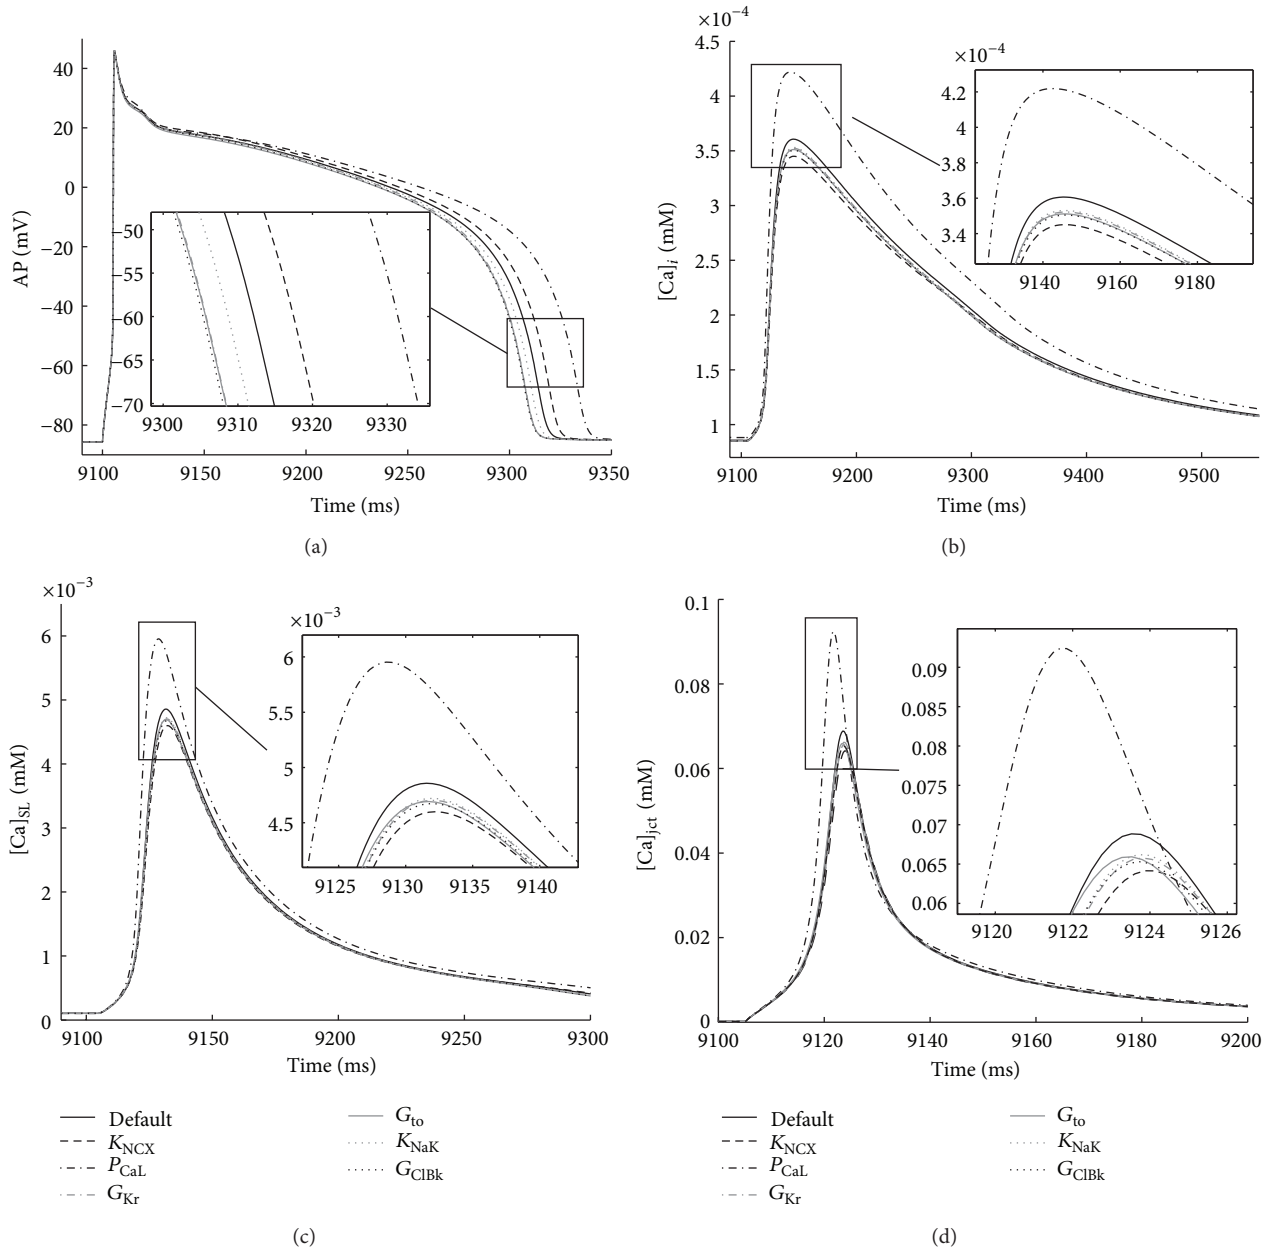 (a)
40
20
0
−20
−40
−60
−80
AP (mV)
−50
−55
−60
−65
−70
9300 9310 9320 9330
9100 9150 9200 9250 9300 9350
Time (ms)
(a)
×10−4
4.5
4
3.5
3
2.5
2
1.5
1
[Ca]i (mM)
×10−4
4.2
4
3.8
3.6
3.4
9140 9160 9180
9100 9200 9300 9400 9500
Time (ms)
(b)
×10−3
6
5
4
3
2
1
0
[Ca]SL (mM)
×10−3
6
5.5
5
4.5
9125 9130 9135 9140
9100 9150 9200 9250 9300
Time (ms)
Default
KNCX
PCaL
GKr
Gto
KNaK
GClBk
(c)
0.1
0.08
0.06
0.04
0.02
0
[Ca]jct (mM)
0.09
0.085
0.08
0.075
0.07
0.065
0.06
9120 9122 9124 9126
9100 9120 9140 9160 9180 9200
Time (ms)
Default
KNCX
PCaL
GKr
Gto
KNaK
GClBk
(d)